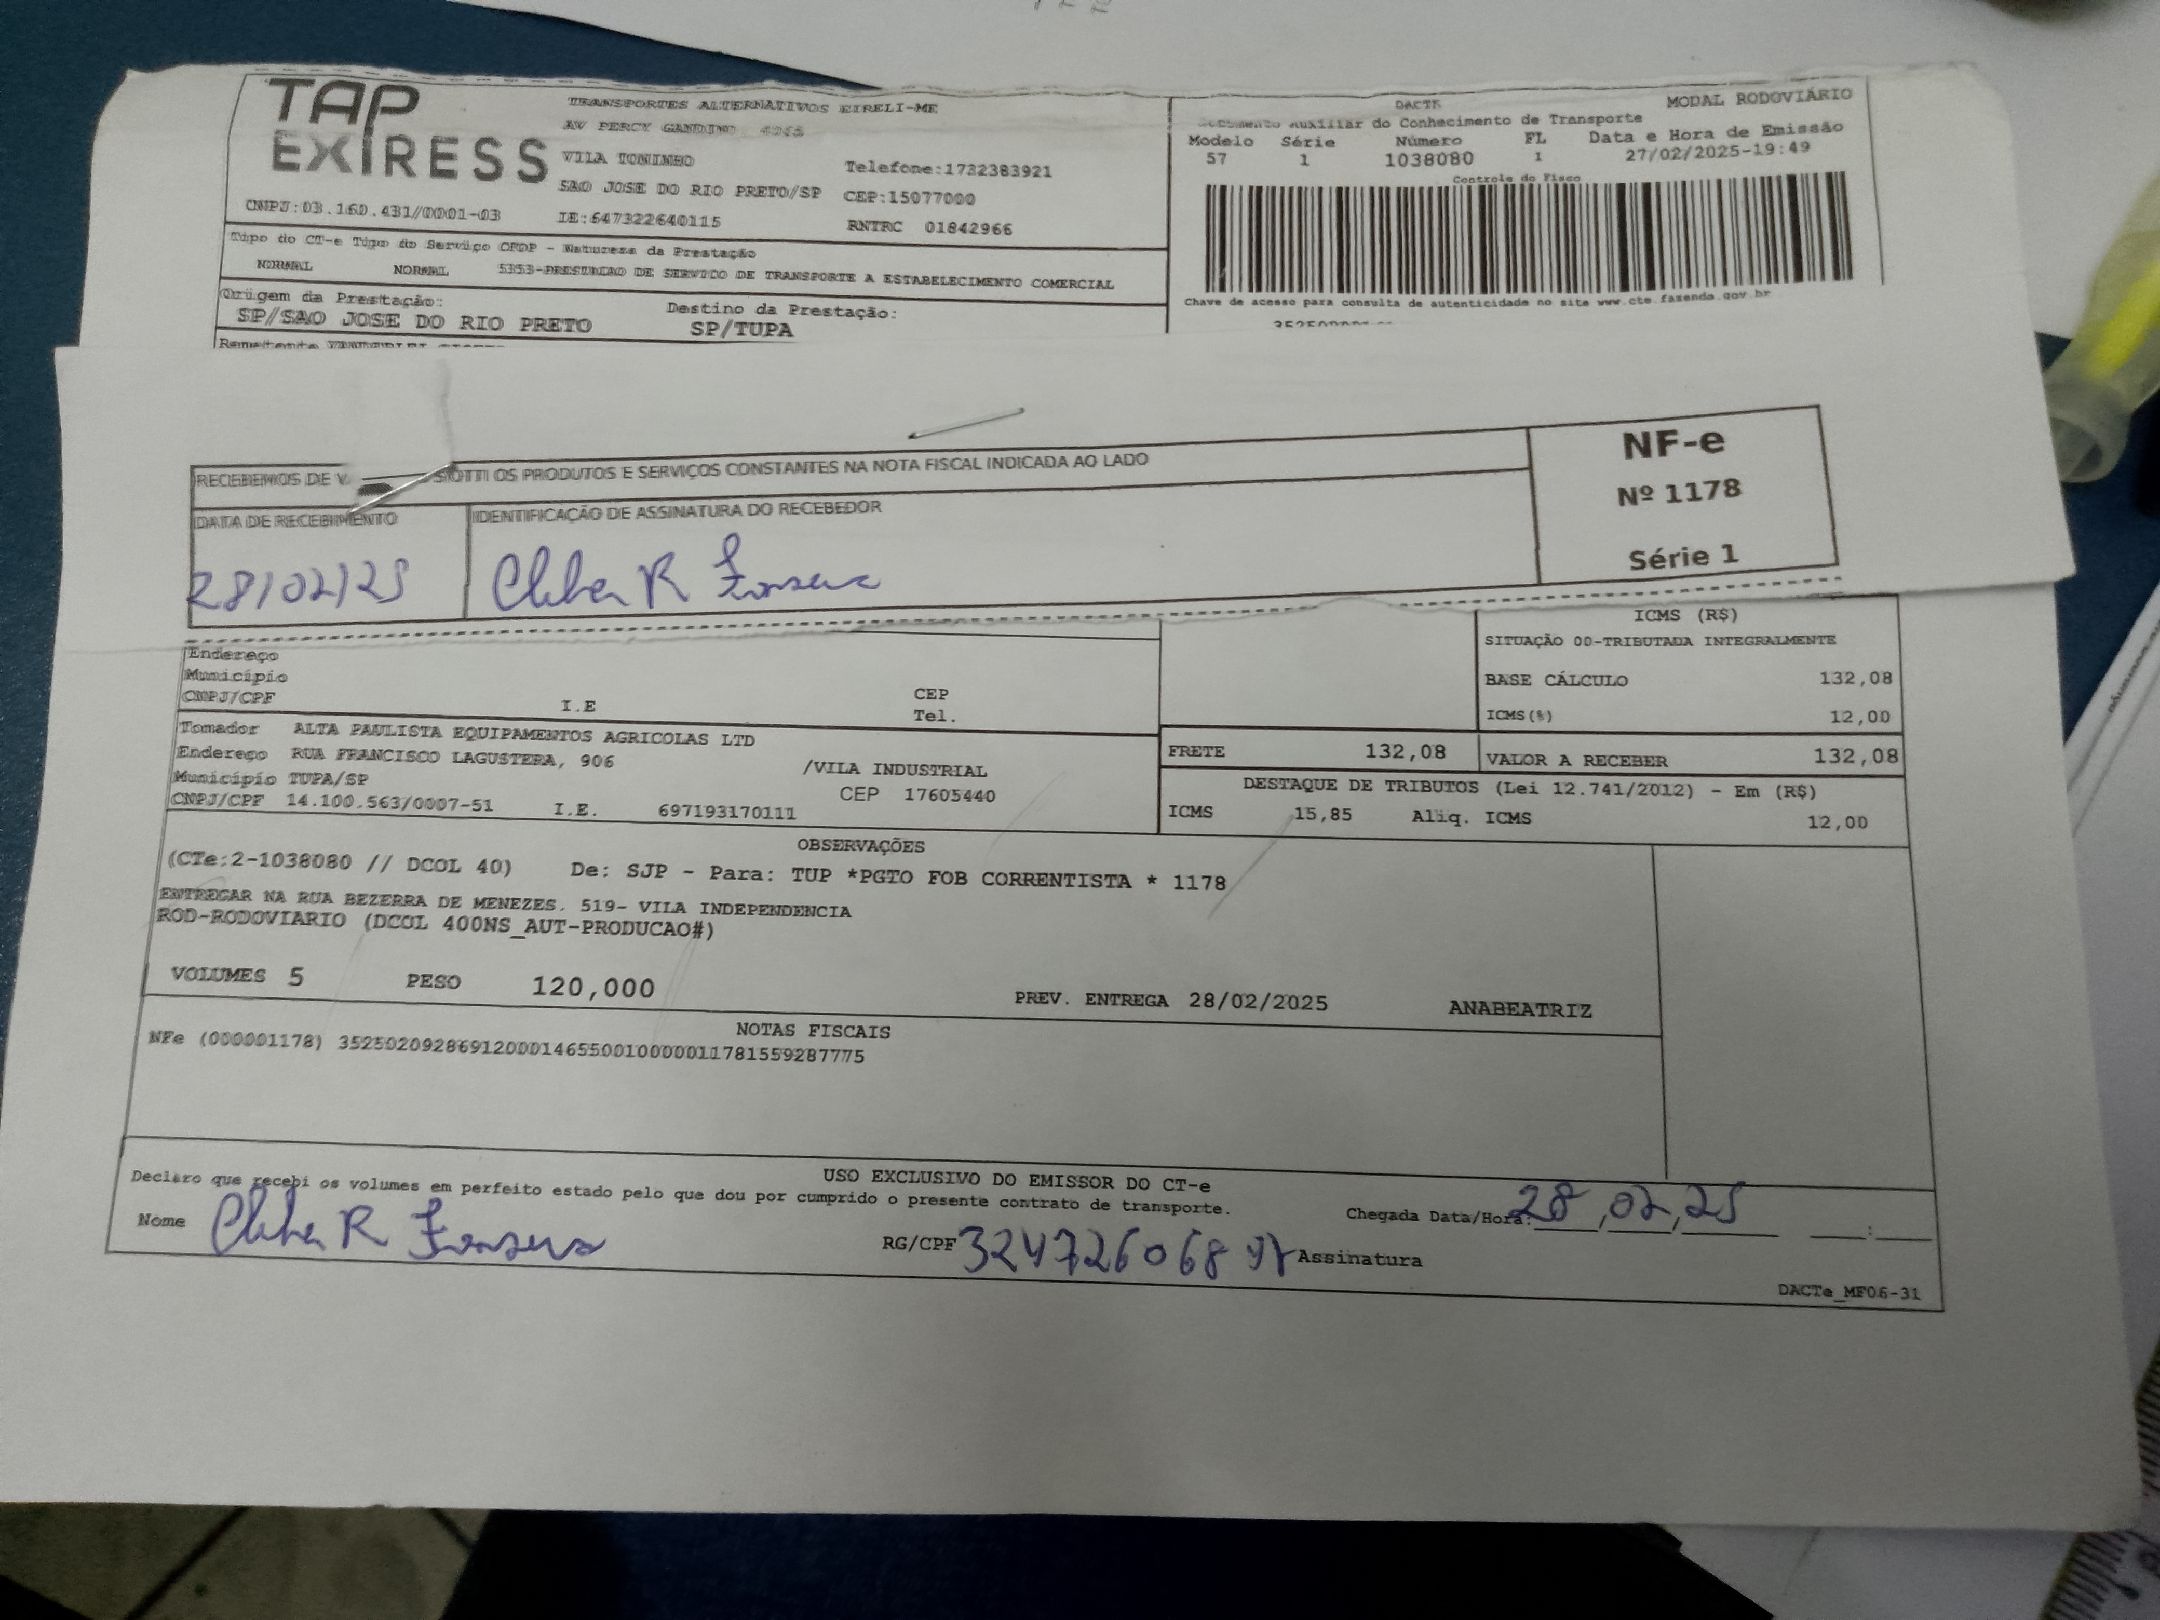 TAP
EXIRESS
TRANSPORTES ALTERNATIVOS EIRELI-ME
AV PERCY GANDINI
VILA TONINHO
Telefone:1732383921
SAO JOSE DO RIO PRETO/SP CEP:15077000
CNPJ:03.160.431/0001-03 IE:647322640115 RNTRC 01842966
DACTE MODAL RODOVIÁRIO
Documento Auxiliar do Conhecimento de Transporte
Modelo Série Número FL Data e Hora de Emissão
57 1 1038080 1 27/02/2025-19:49
Controle do Fisco
Chave de acesso para consulta de autenticidade no site www.cte.fazenda.gov.br
Tipo do CT-e Tipo do Serviço CFOP - Natureza da Prestação
NORMAL NORMAL 5353-PRESTACAO DE SERVICO DE TRANSPORTE A ESTABELECIMENTO COMERCIAL
Origem da Prestação: Destino da Prestação:
SP/SAO JOSE DO RIO PRETO SP/TUPA
Remetente
RECEBEMOS DE V SIOTTI OS PRODUTOS E SERVIÇOS CONSTANTES NA NOTA FISCAL INDICADA AO LADO
DATA DE RECEBIMENTO IDENTIFICAÇÃO DE ASSINATURA DO RECEBEDOR
28/02/25 Cleber R Fonseca
NF-e
Nº 1178
Série 1
Endereço
Município
CNPJ/CPF I.E CEP
Tel.
ICMS (R$)
SITUAÇÃO 00-TRIBUTADA INTEGRALMENTE
BASE CÁLCULO 132,08
ICMS(%) 12,00
Tomador ALTA PAULISTA EQUIPAMENTOS AGRICOLAS LTD
Endereço RUA FRANCISCO LAGUSTERA, 906 /VILA INDUSTRIAL
Município TUPA/SP CEP 17605440
CNPJ/CPF 14.100.563/0007-51 I.E. 697193170111
FRETE 132,08 VALOR A RECEBER 132,08
DESTAQUE DE TRIBUTOS (Lei 12.741/2012) - Em (R$)
ICMS 15,85 Aliq. ICMS 12,00
OBSERVAÇÕES
(CTe:2-1038080 // DCOL 40) De: SJP - Para: TUP *PGTO FOB CORRENTISTA * 1178
ENTREGAR NA RUA BEZERRA DE MENEZES. 519- VILA INDEPENDENCIA
ROD-RODOVIARIO (DCOL 400NS_AUT-PRODUCAO#)
VOLUMES 5 PESO 120,000 PREV. ENTREGA 28/02/2025 ANABEATRIZ
NOTAS FISCAIS
NFe (000001178) 35250209286912000146550010000011781559287775
USO EXCLUSIVO DO EMISSOR DO CT-e
Declaro que recebi os volumes em perfeito estado pelo que dou por cumprido o presente contrato de transporte.
Nome Cleber R Fonseca RG/CPF 324726068 97 Assinatura
Chegada Data/Hora: 28,02,25 :
DACTe_MF06-31